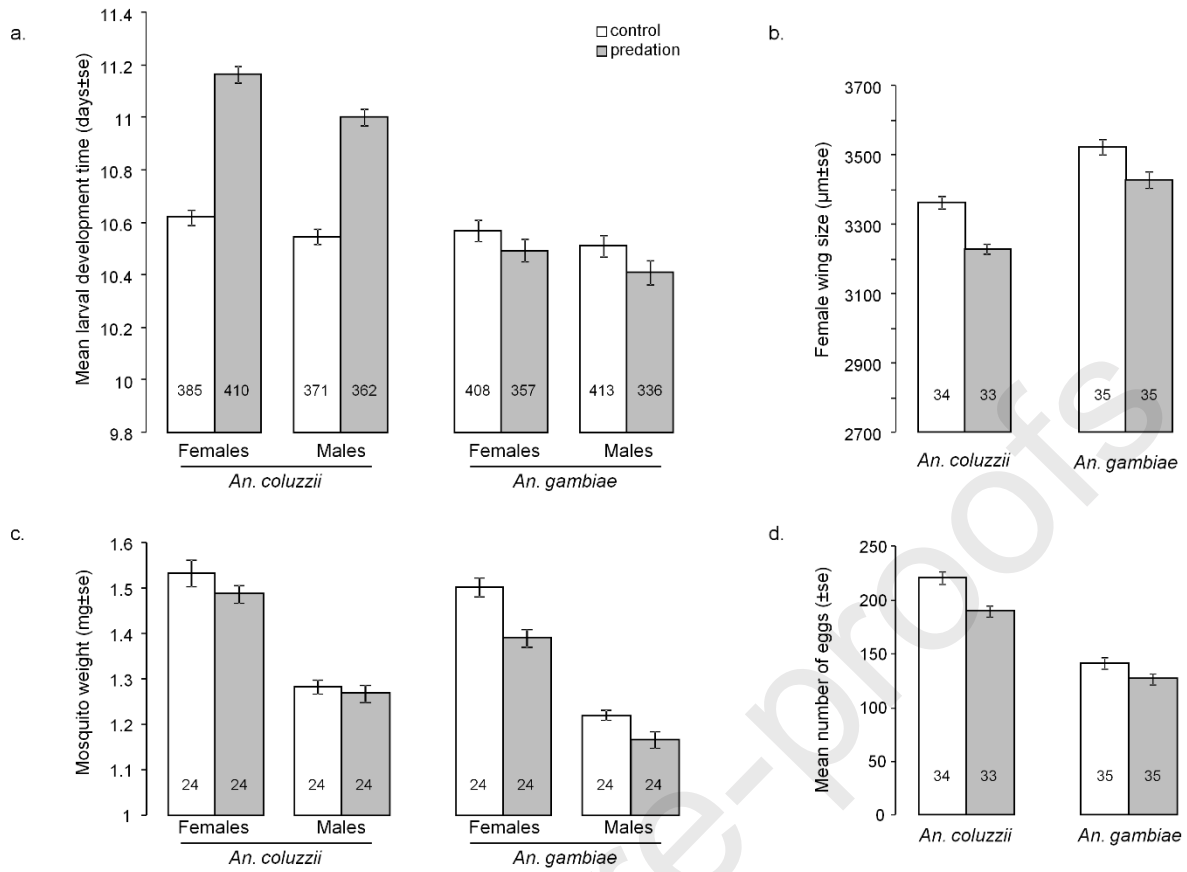 a.
Mean larval development time (days±se)
11.4
11.2
11
10.8
10.6
10.4
10.2
10
9.8
control
predation
385 410 371 362 408 357 413 336
Females Males Females Males
An. coluzzii An. gambiae
b.
Female wing size (µm±se)
3700
3500
3300
3100
2900
2700
34 33 35 35
An. coluzzii An. gambiae
c.
Mosquito weight (mg±se)
1.6
1.5
1.4
1.3
1.2
1.1
1
24 24 24 24 24 24 24 24
Females Males Females Males
An. coluzzii An. gambiae
d.
Mean number of eggs (±se)
250
200
150
100
50
0
34 33 35 35
An. coluzzii An. gambiae
re-proofs